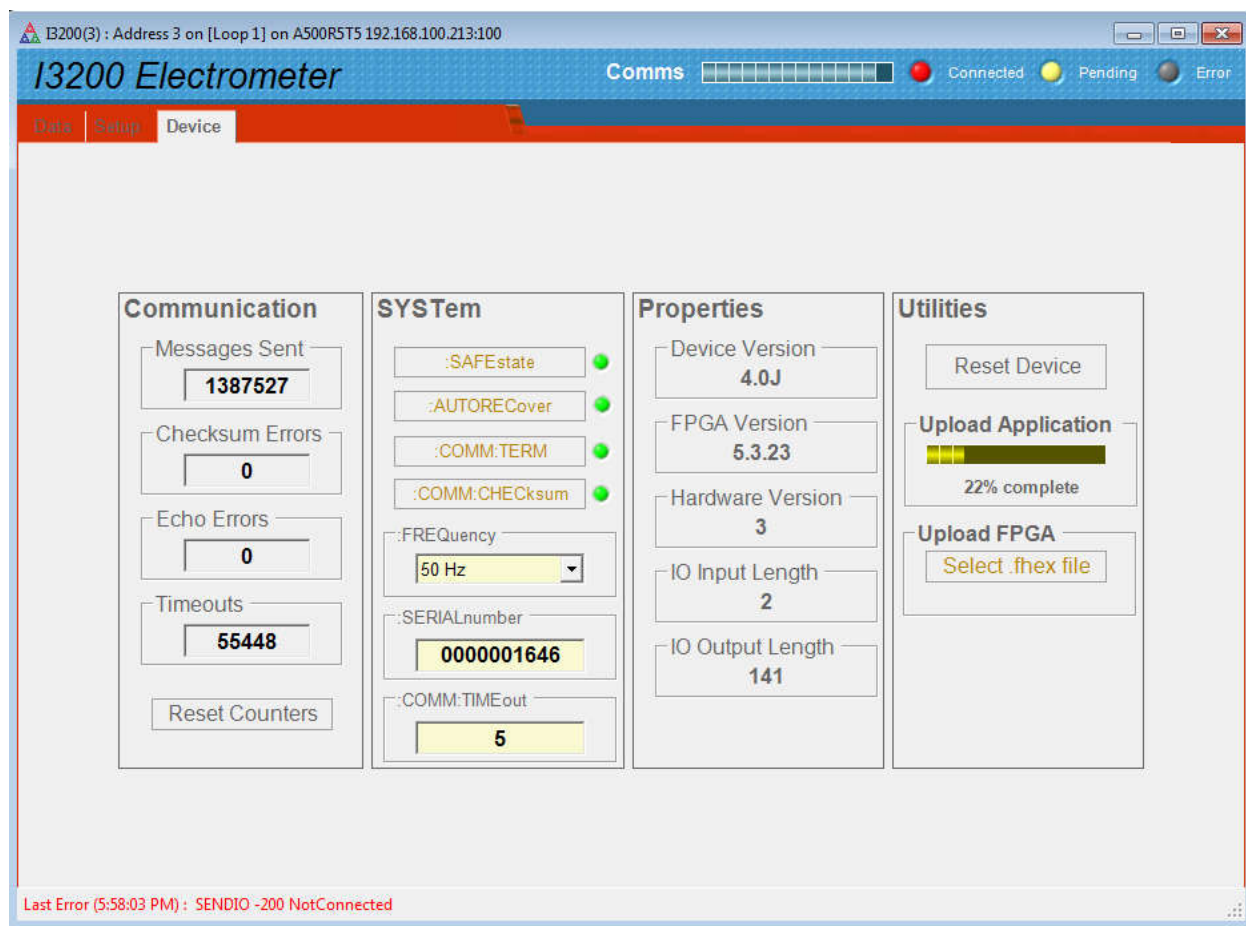 I3200(3) : Address 3 on [Loop 1] on A500R5T5 192.168.100.213:100
I3200 Electrometer
Comms
Connected
Pending
Error
Data
Setup
Device
Communication
Messages Sent
1387527
Checksum Errors
0
Echo Errors
0
Timeouts
55448
Reset Counters
SYSTem
:SAFEstate
:AUTORECover
:COMM:TERM
:COMM:CHECksum
:FREQuency
50 Hz
:SERIALnumber
0000001646
:COMM:TIMEout
5
Properties
Device Version
4.0J
FPGA Version
5.3.23
Hardware Version
3
IO Input Length
2
IO Output Length
141
Utilities
Reset Device
Upload Application
22% complete
Upload FPGA
Select .fhex file
Last Error (5:58:03 PM) : SENDIO -200 NotConnected